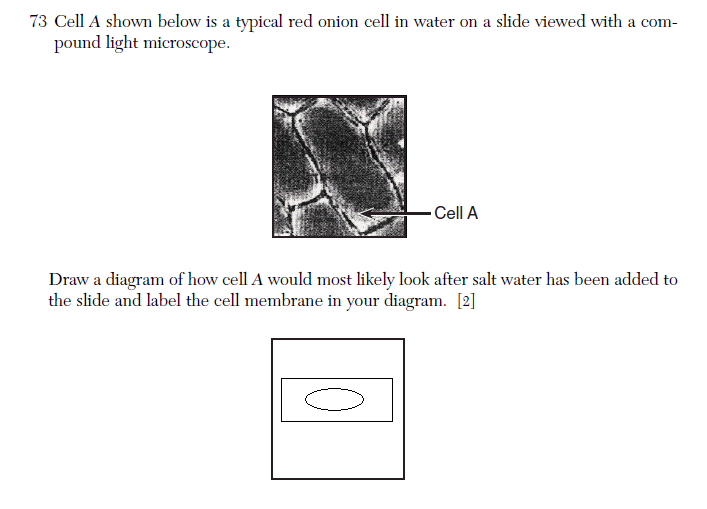 73 Cell A shown below is a typical red onion cell in water on a slide viewed with a com-
pound light microscope.
Cell A
Draw a diagram of how cell A would most likely look after salt water has been added to
the slide and label the cell membrane in your diagram. [2]